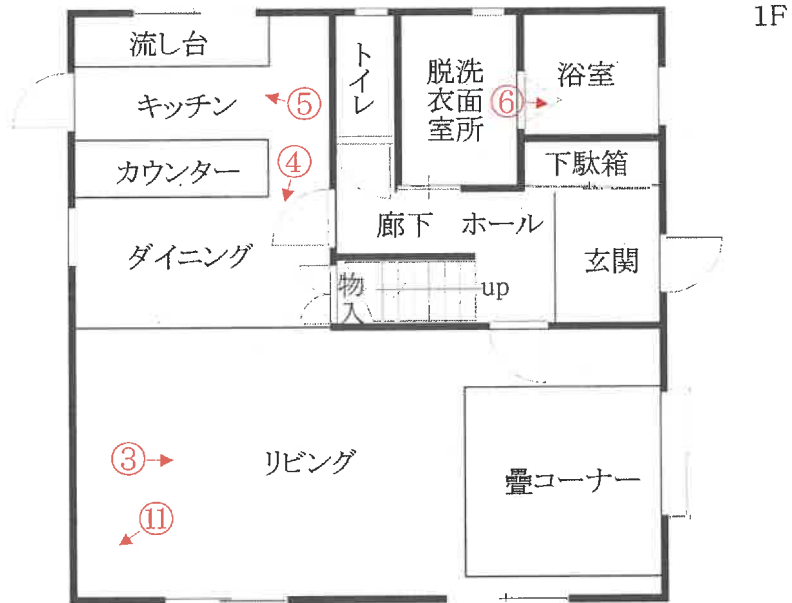 1F
流し台
トイレ
洗面所
脱衣室
浴室
キッチン
⑤
⑥
カウンター
④
下駄箱
廊下
ホール
ダイニング
玄関
物入
up
③
リビング
畳コーナー
⑪